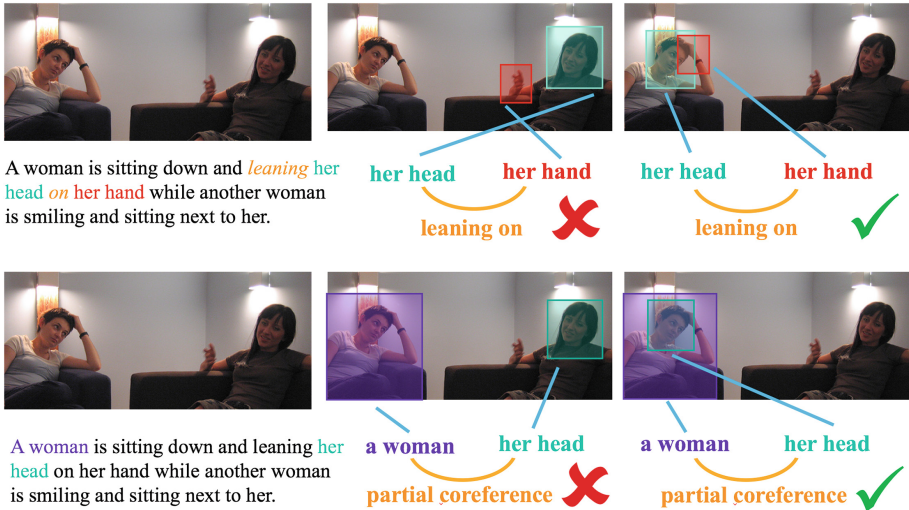 A woman is sitting down and leaning her
head on her hand while another woman
is smiling and sitting next to her.
her head
her hand
leaning on
her head
her hand
leaning on
A woman is sitting down and leaning her
head on her hand while another woman
is smiling and sitting next to her.
a woman
her head
partial coreference
a woman
her head
partial coreference